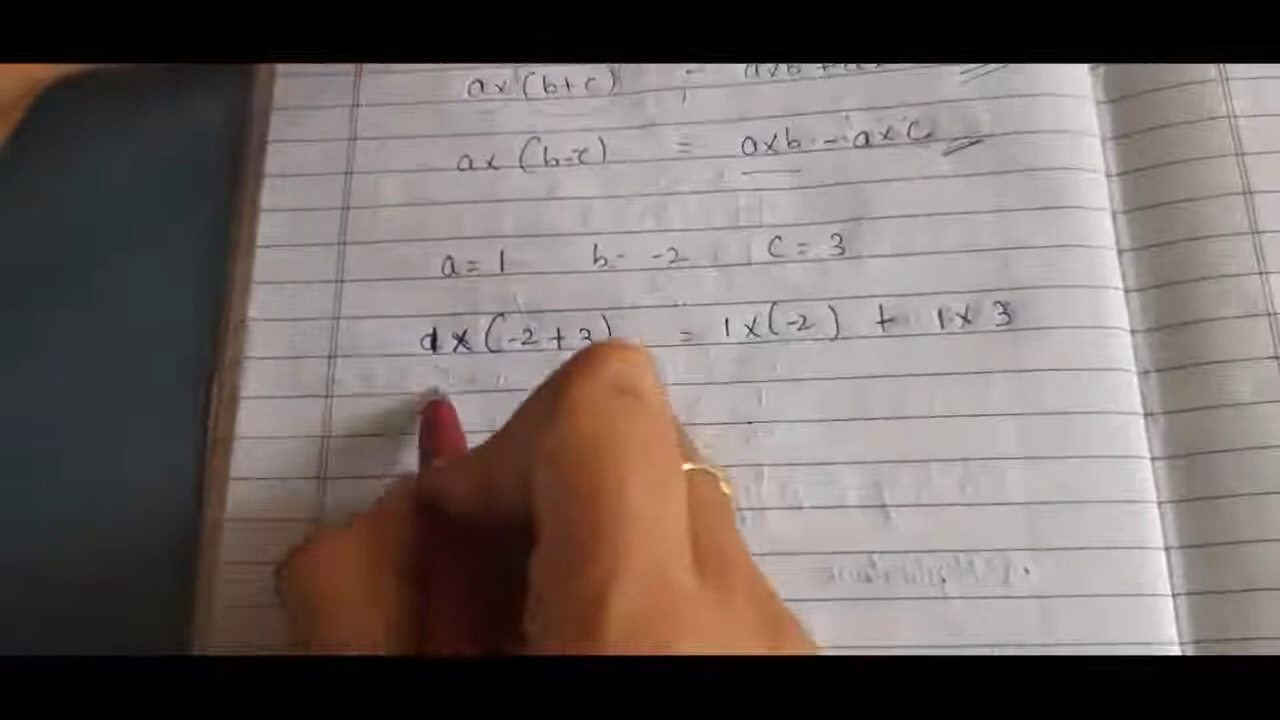 a×(b+c) = a×b + a×
a×(b-c) = a×b - a×c
a=1 b= -2 c=3
1×(-2+3) = 1×(-2) + 1×3